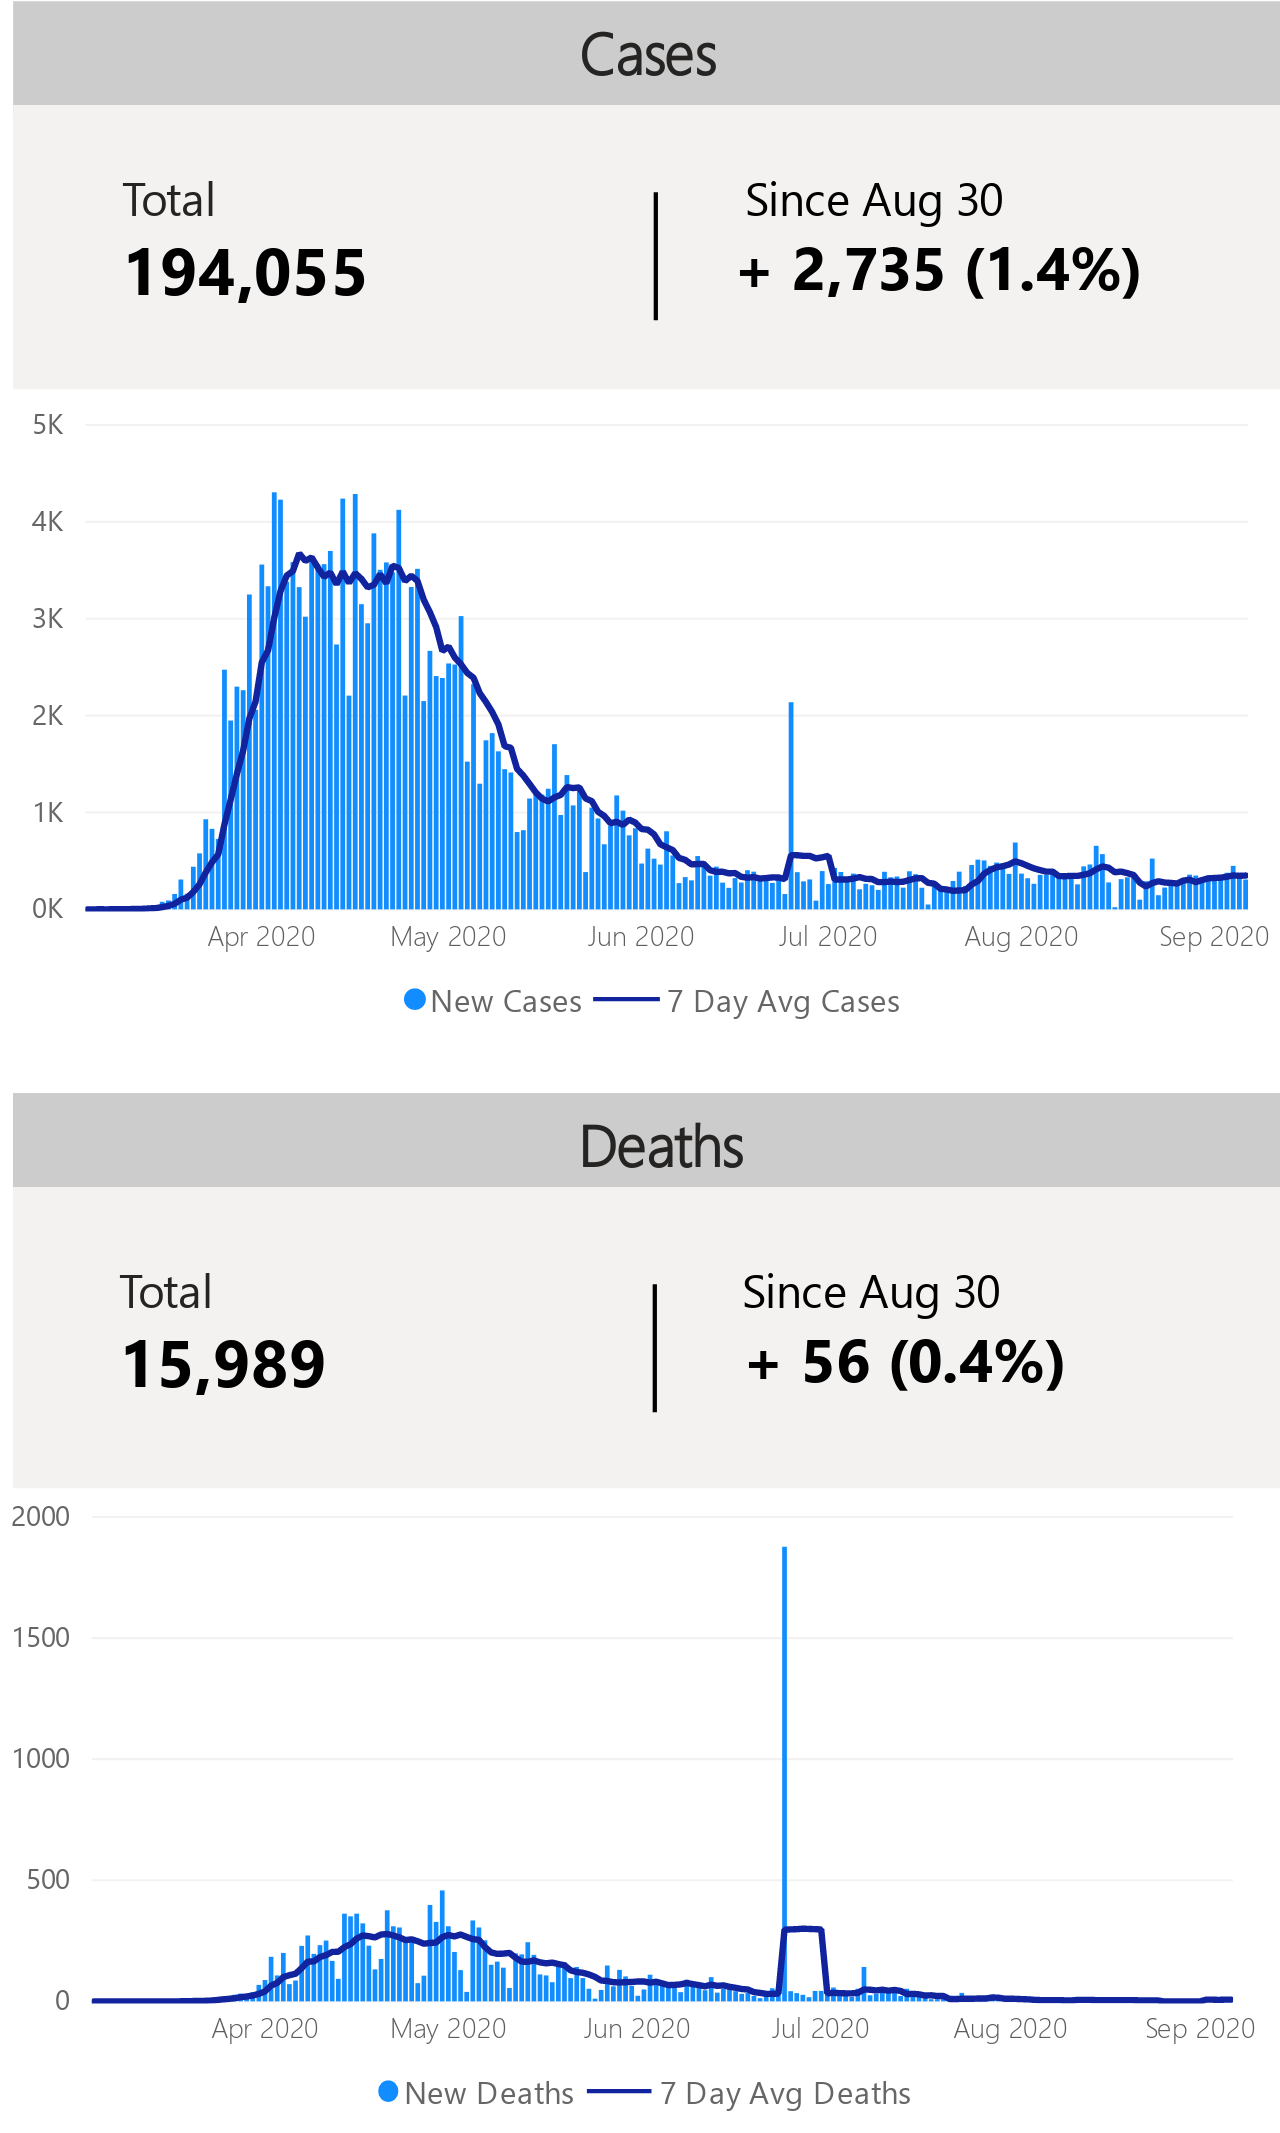 Cases
Total
Since Aug 30
194,055
+ 2,735 (1.4%)
5K
4K
3K
2K
1K
0K
Apr 2020 May 2020 Jun 2020 Jul 2020 Aug 2020 Sep 2020
New Cases 7 Day Avg Cases
Deaths
Total
Since Aug 30
15,989
+ 56 (0.4%)
2000
1500
1000
500
0
Apr 2020 May 2020 Jun 2020 Jul 2020 Aug 2020 Sep 2020
New Deaths 7 Day Avg Deaths